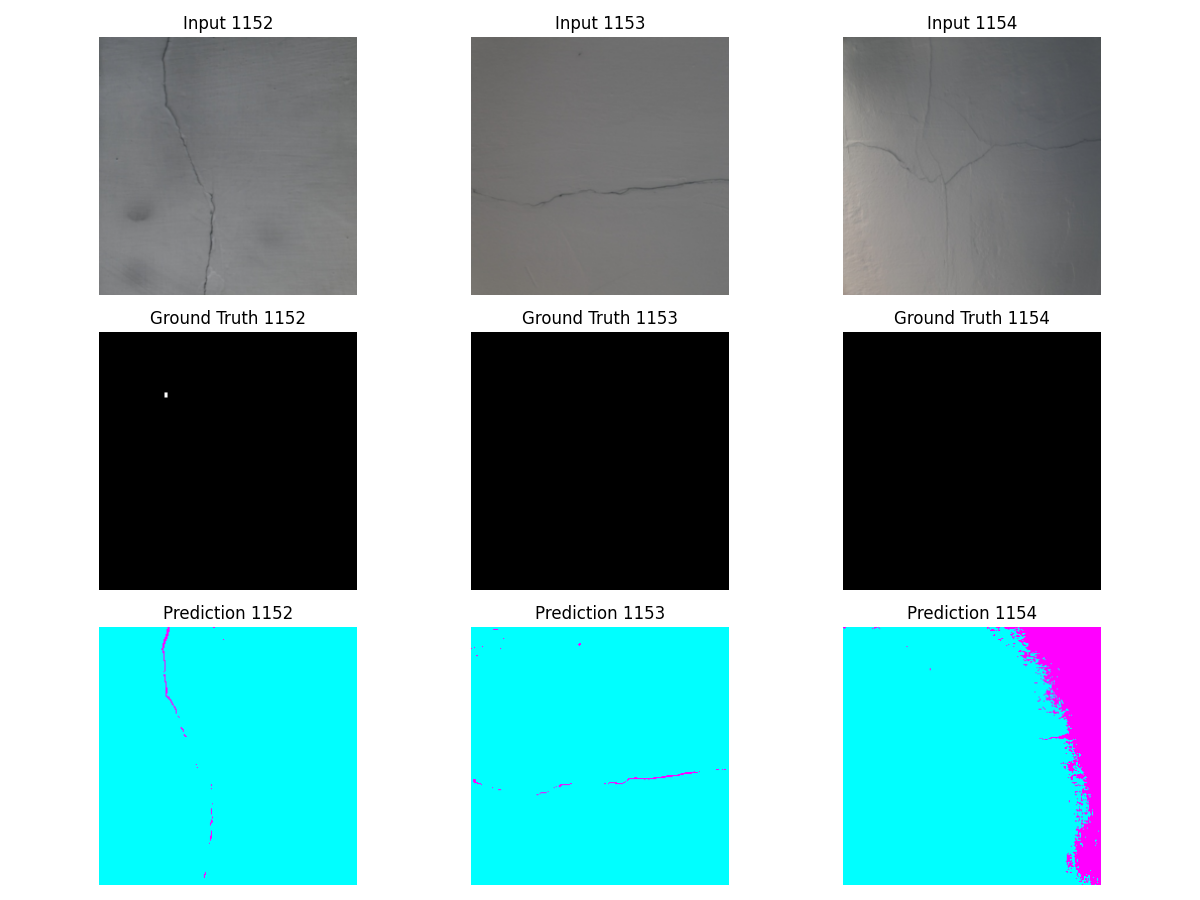 Input 1152
Input 1153
Input 1154
Ground Truth 1152
Ground Truth 1153
Ground Truth 1154
Prediction 1152
Prediction 1153
Prediction 1154